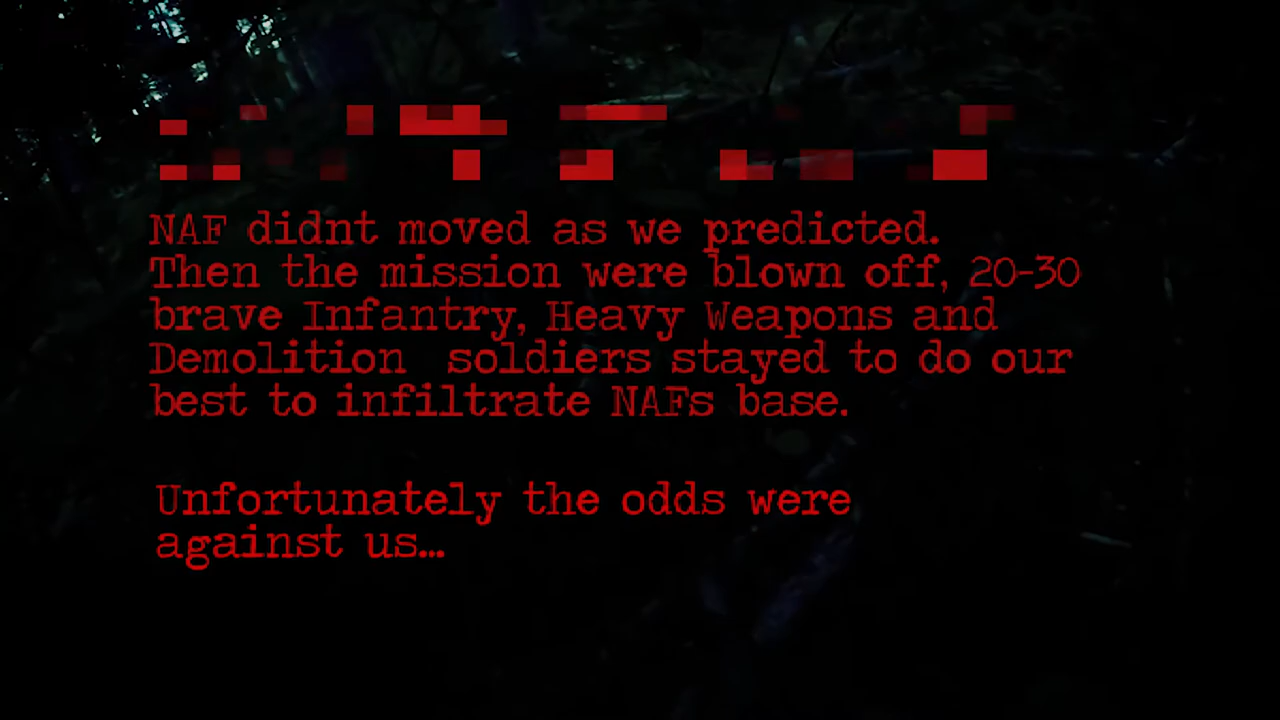 NAF didnt moved as we predicted.
Then the mission were blown off, 20-30
brave Infantry, Heavy Weapons and
Demolition  soldiers stayed to do our
best to infiltrate NAFs base.
Unfortunately the odds were
against us…